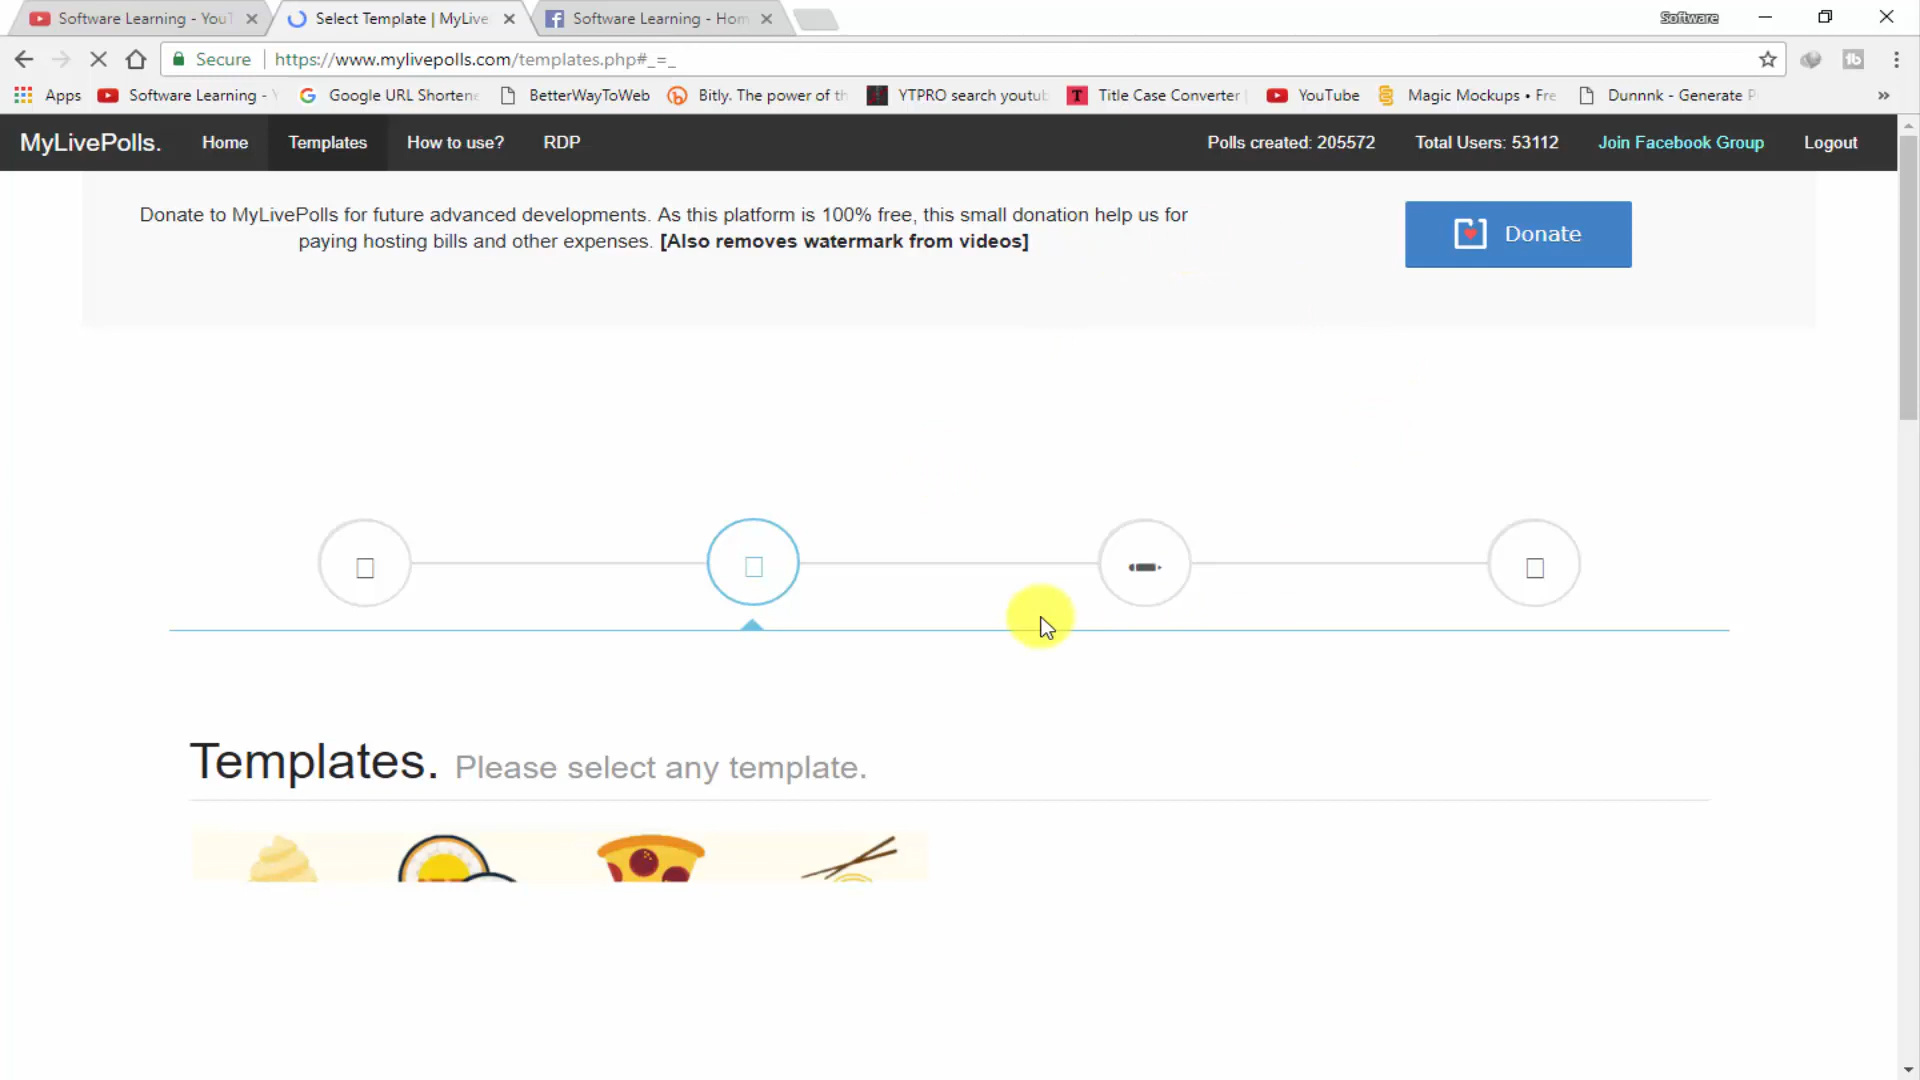 Software Learning - YouT
Select Template | MyLive
Software Learning - Hom
Software
Secure
https://www.mylivepolls.com/templates.php#_=_
Apps
Software Learning - Y
Google URL Shortene
BetterWayToWeb
Bitly. The power of th
YTPRO search youtub
Title Case Converter
YouTube
Magic Mockups • Fre
Dunnnk - Generate P
»
MyLivePolls.
Home
Templates
How to use?
RDP
Polls created: 205572
Total Users: 53112
Join Facebook Group
Logout
Donate to MyLivePolls for future advanced developments. As this platform is 100% free, this small donation help us for
paying hosting bills and other expenses. [Also removes watermark from videos]
Donate
Templates. Please select any template.